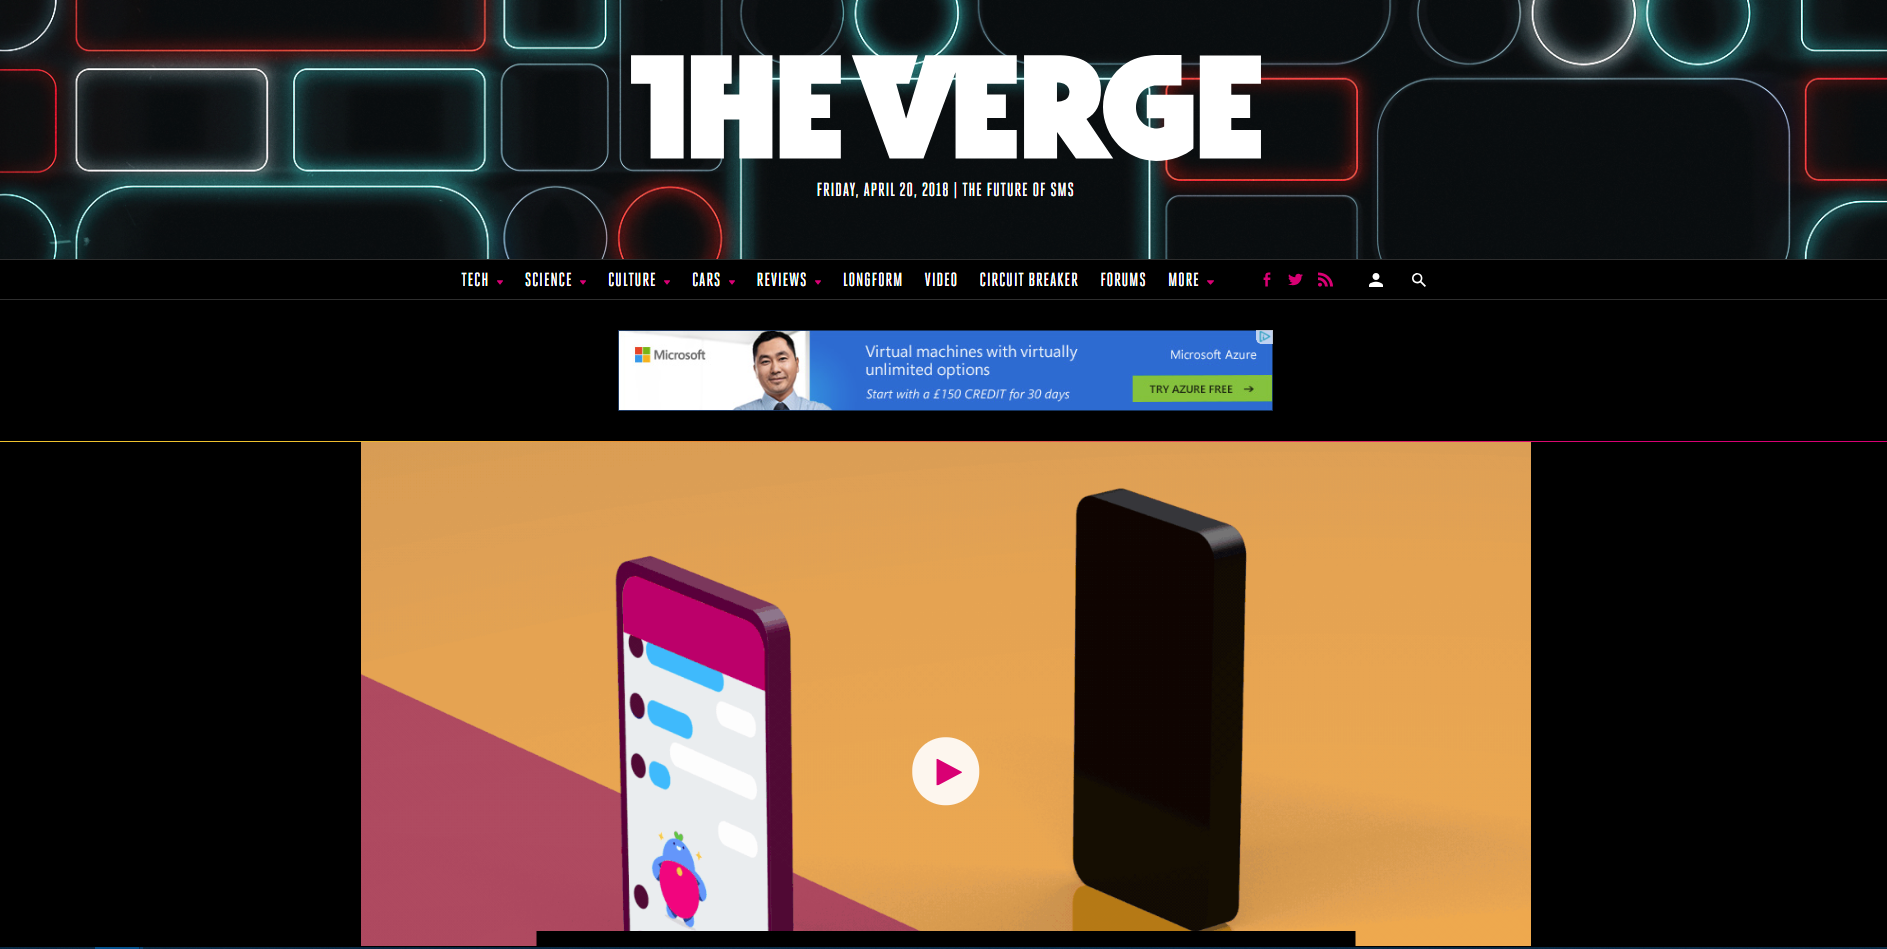 THE VERGE
FRIDAY, APRIL 20, 2018 | THE FUTURE OF SMS
TECH SCIENCE CULTURE CARS REVIEWS LONGFORM VIDEO CIRCUIT BREAKER FORUMS MORE
Microsoft
Virtual machines with virtually
unlimited options
Start with a £150 CREDIT for 30 days
Microsoft Azure
TRY AZURE FREE